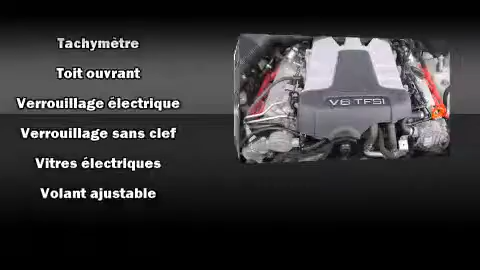 Tachymètre
Toit ouvrant
Verrouillage électrique
Verrouillage sans clef
Vitres électriques
Volant ajustable
V6 TFSI